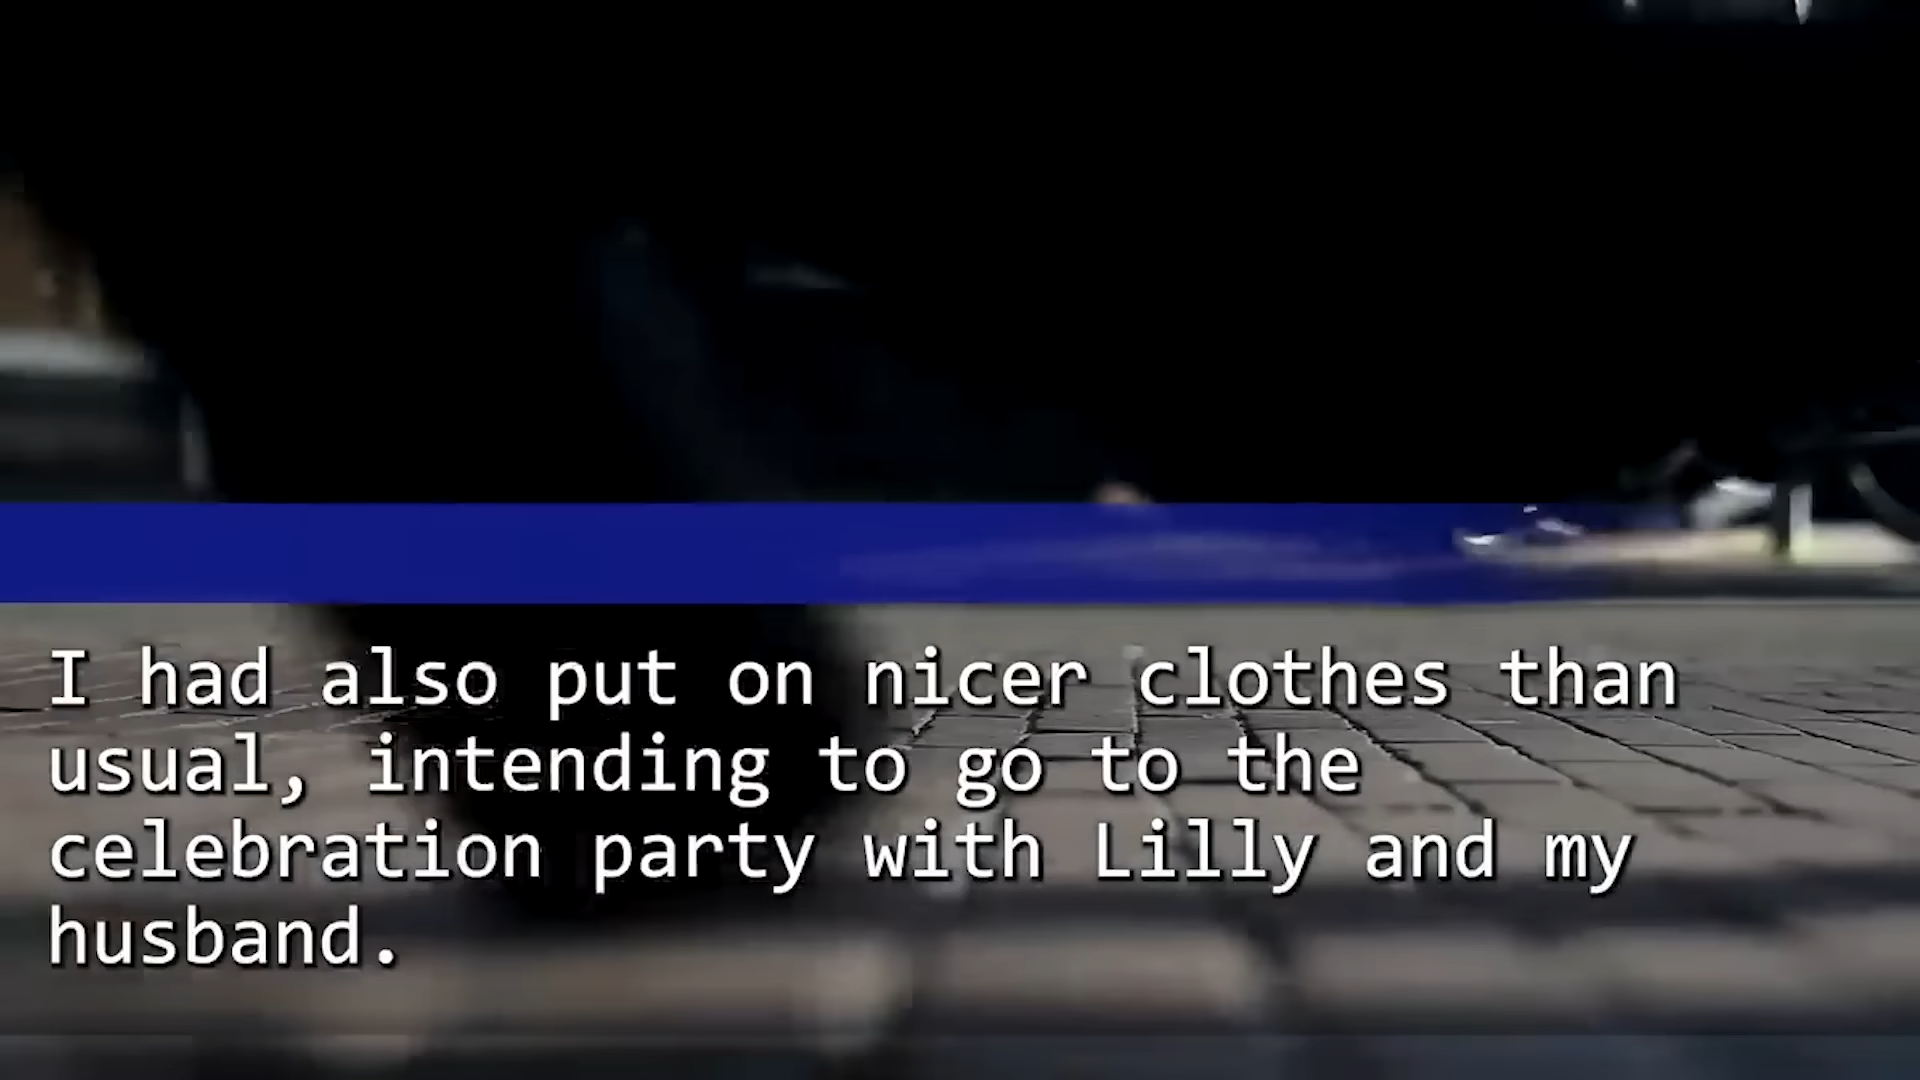 I had also put on nicer clothes than
usual, intending to go to the
celebration party with Lilly and my
husband.